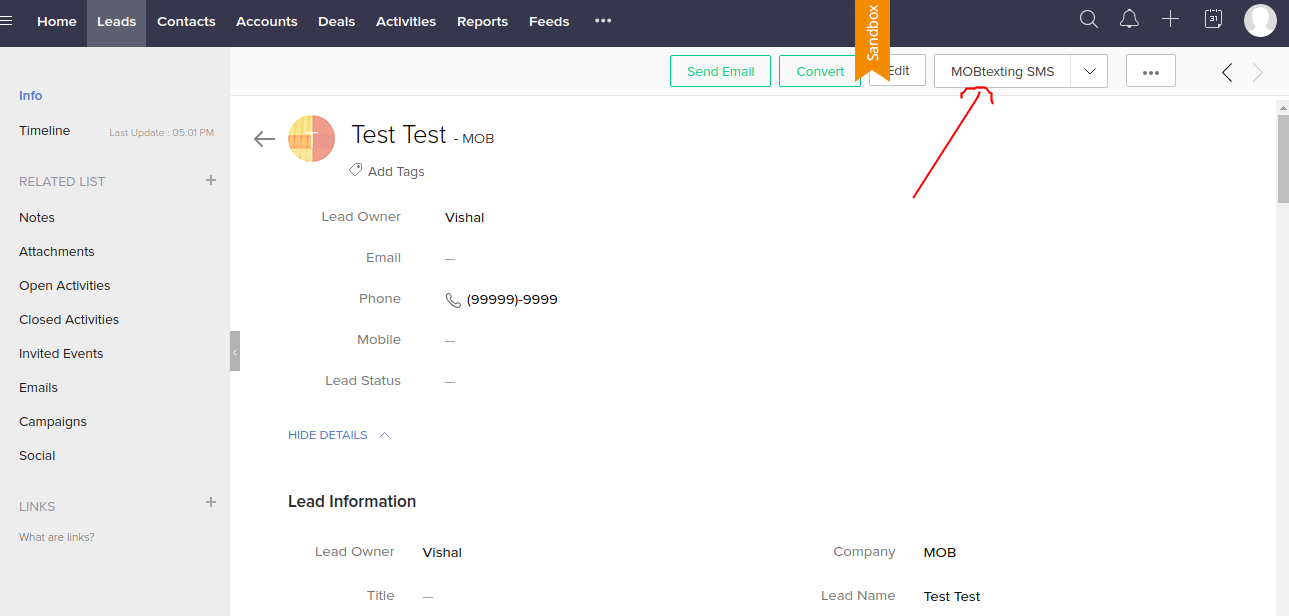 Home Leads Contacts Accounts Deals Activities Reports Feeds
31
Sandbox
Send Email Convert Edit MOBtexting SMS
Info
Timeline Last Update : 05:01 PM
RELATED LIST
Notes
Attachments
Open Activities
Closed Activities
Invited Events
Emails
Campaigns
Social
LINKS
What are links?
Test Test - MOB
Add Tags
Lead Owner Vishal
Email —
Phone (99999)-9999
Mobile —
Lead Status —
HIDE DETAILS
Lead Information
Lead Owner Vishal Company MOB
Title — Lead Name Test Test